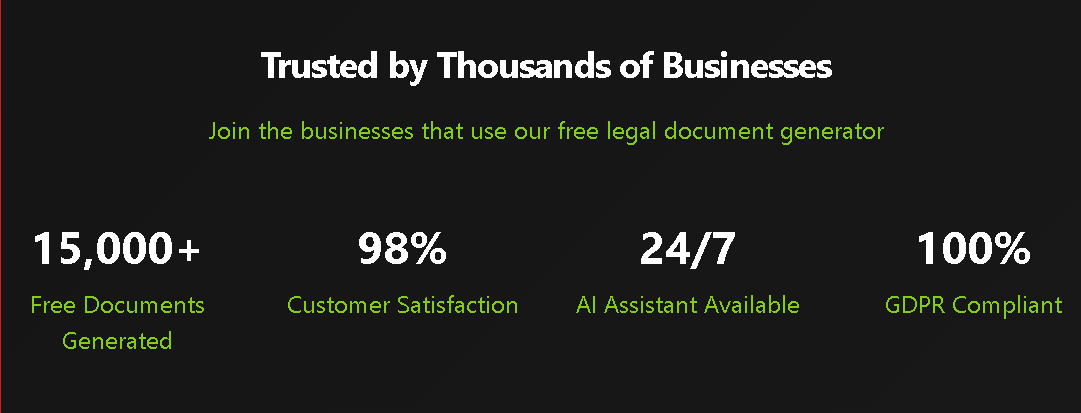 Trusted by Thousands of Businesses
Join the businesses that use our free legal document generator
15,000+
Free Documents
Generated
98%
Customer Satisfaction
24/7
AI Assistant Available
100%
GDPR Compliant